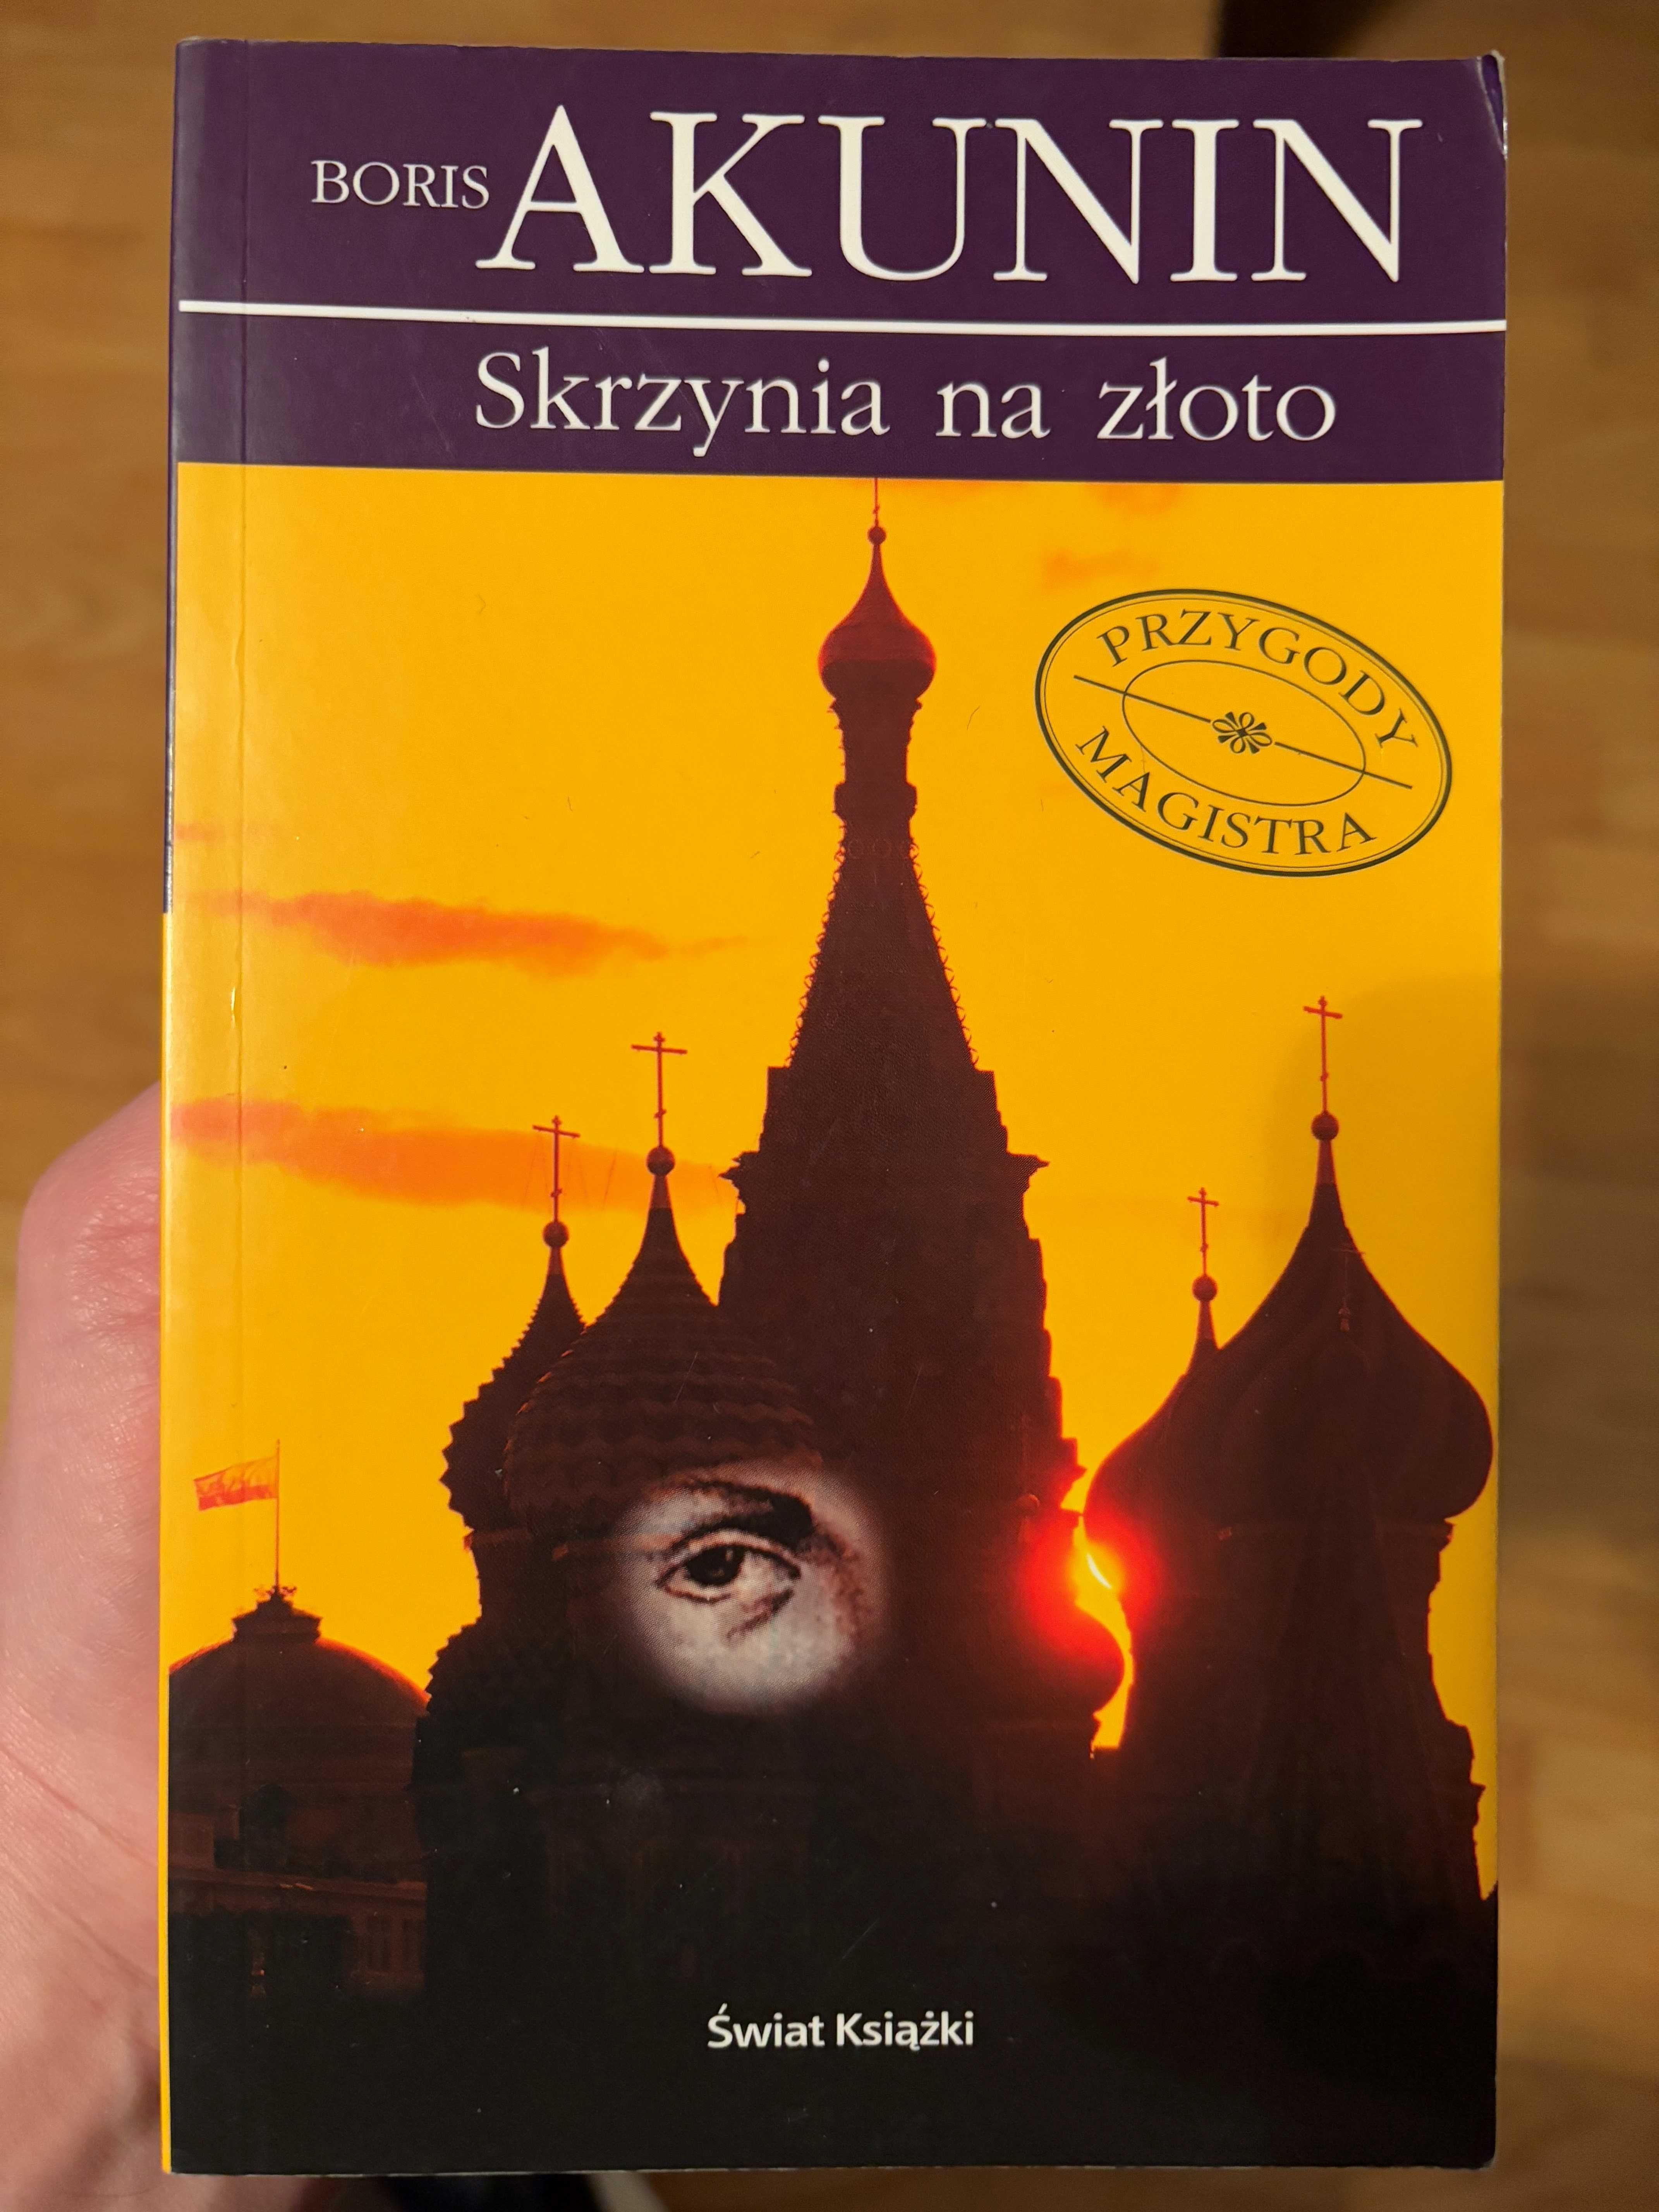 BORIS AKUNIN
Skrzynia na złoto
PRZYGODY
MAGISTRA
Świat Książki